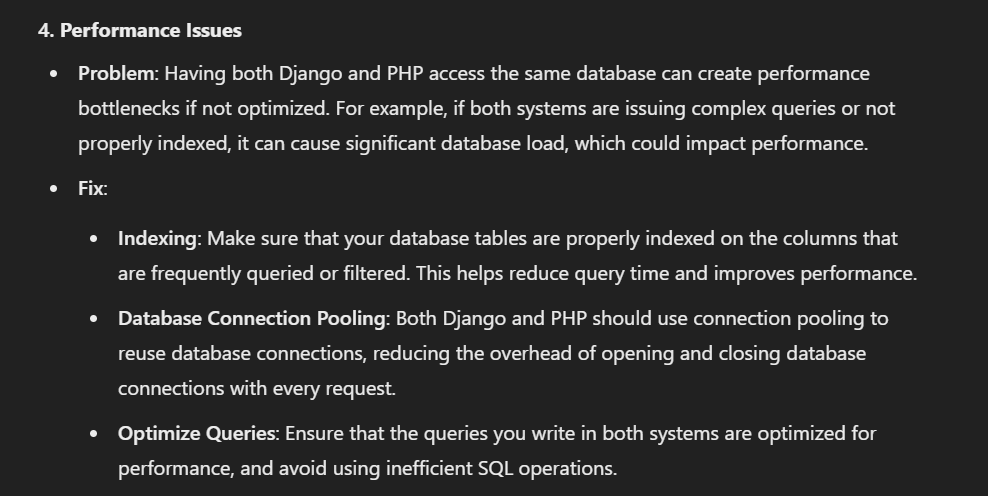 4. Performance Issues
• Problem: Having both Django and PHP access the same database can create performance
bottlenecks if not optimized. For example, if both systems are issuing complex queries or not
properly indexed, it can cause significant database load, which could impact performance.
• Fix:
• Indexing: Make sure that your database tables are properly indexed on the columns that
are frequently queried or filtered. This helps reduce query time and improves performance.
• Database Connection Pooling: Both Django and PHP should use connection pooling to
reuse database connections, reducing the overhead of opening and closing database
connections with every request.
• Optimize Queries: Ensure that the queries you write in both systems are optimized for
performance, and avoid using inefficient SQL operations.